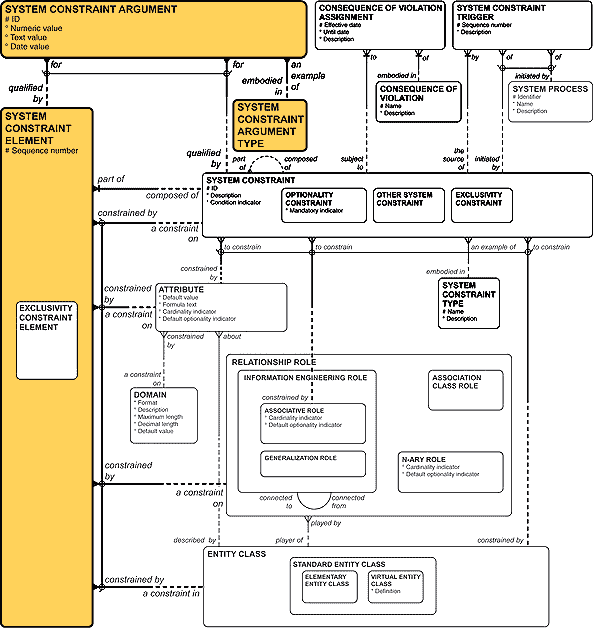 SYSTEM CONSTRAINT ARGUMENT
# ID
* Numeric value
* Text value
* Date value
CONSEQUENCE OF VIOLATION
ASSIGNMENT
# Effective date
* Until date
* Description
SYSTEM CONSTRAINT
TRIGGER
# Sequence number
* Description
for
for
an
example
of
to
of
by
of
of
qualified
by
embodied
in
embodied in
initiated by
SYSTEM
CONSTRAINT
ARGUMENT
TYPE
CONSEQUENCE OF
VIOLATION
# Name
* Description
SYSTEM PROCESS
# Identifier
* Name
* Description
SYSTEM
CONSTRAINT
ELEMENT
# Sequence number
qualified
by
part
of
composed
of
subject
to
the
source
of
initiated
by
SYSTEM CONSTRAINT
# ID
* Description
* Condition indicator
OPTIONALITY
CONSTRAINT
* Mandatory indicator
OTHER SYSTEM
CONSTRAINT
EXCLUSIVITY
CONSTRAINT
part of
composed of
constrained by
a constraint
on
to constrain
to constrain
an example of
to constrain
constrained
by
embodied in
constrained
by
a constraint
on
ATTRIBUTE
* Default value
* Formula text
* Cardinality indicator
* Default optionality indicator
SYSTEM
CONSTRAINT
TYPE
# Name
* Description
EXCLUSIVITY
CONSTRAINT
ELEMENT
constrained
by
about
a constraint
on
DOMAIN
* Format
* Description
* Maximum length
* Decimal length
* Default value
RELATIONSHIP ROLE
INFORMATION ENGINEERING ROLE
constrained by
ASSOCIATIVE ROLE
* Cardinality indicator
* Default optionality indicator
GENERALIZATION ROLE
connected
to
connected
from
ASSOCIATION
CLASS ROLE
N-ARY ROLE
* Cardinality indicator
* Default optionality indicator
constrained
by
a constraint
on
played by
described by
player of
constrained by
ENTITY CLASS
STANDARD ENTITY CLASS
ELEMENTARY
ENTITY CLASS
VIRTUAL ENTITY
CLASS
* Definition
constrained by
a constraint in